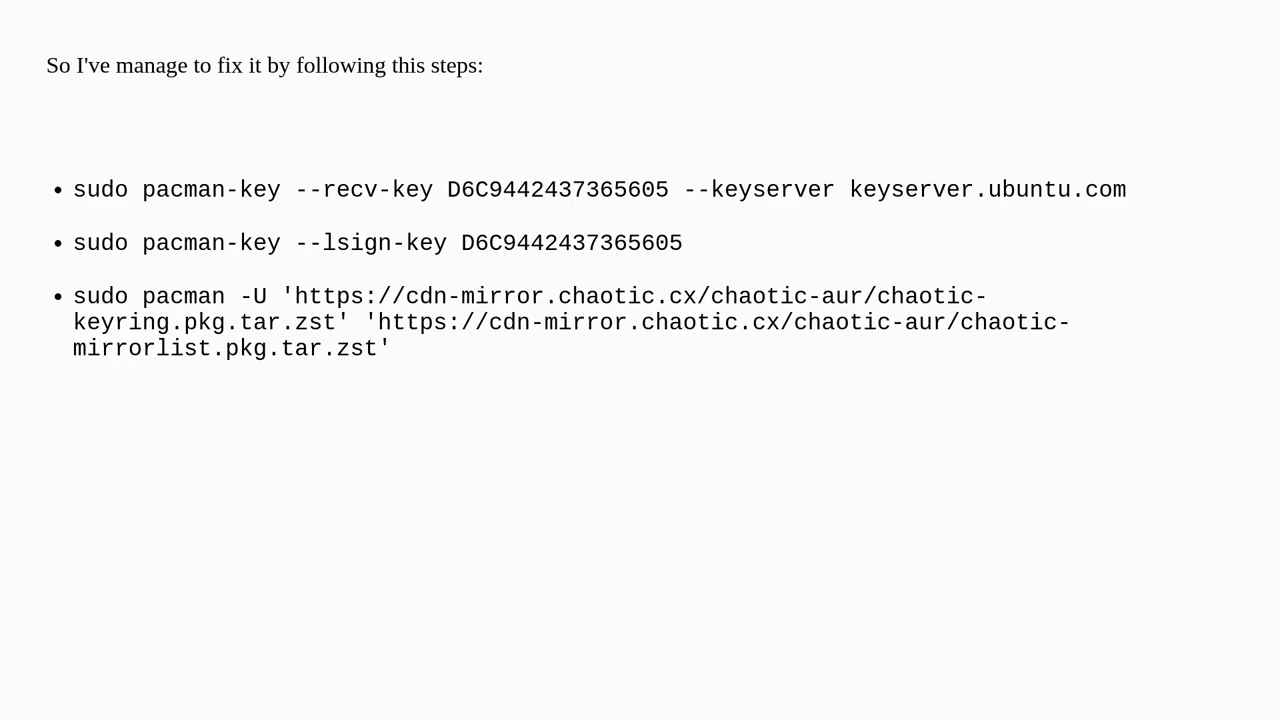 So I've manage to fix it by following this steps:
• sudo pacman-key --recv-key D6C9442437365605 --keyserver keyserver.ubuntu.com
• sudo pacman-key --lsign-key D6C9442437365605
• sudo pacman -U 'https://cdn-mirror.chaotic.cx/chaotic-aur/chaotic-
keyring.pkg.tar.zst' 'https://cdn-mirror.chaotic.cx/chaotic-aur/chaotic-
mirrorlist.pkg.tar.zst'